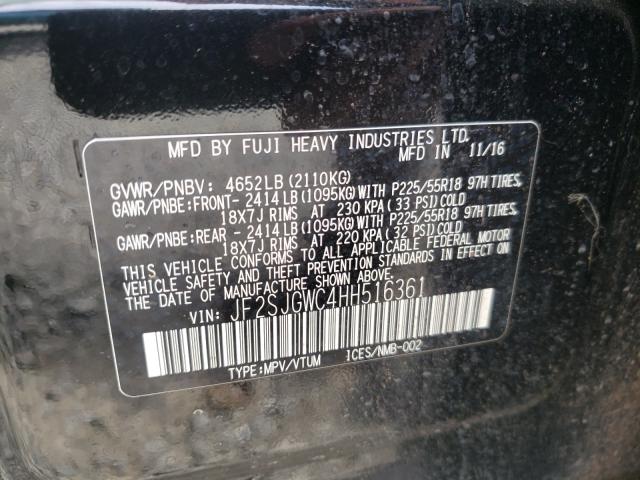 MFD BY FUJI HEAVY INDUSTRIES LTD.
MFD IN 11/16
GVWR/PNBV: 4652LB(2110KG)
GAWR/PNBE:FRONT- 2414LB(1095KG)WITH P225/55R18 97H TIRES,
18X7J RIMS AT 230 KPA(33 PSI)COLD
GAWR/PNBE:REAR - 2414LB(1095KG)WITH P225/55R18 97H TIRES,
18X7J RIMS AT 220 KPA(32 PSI)COLD
THIS VEHICLE CONFORMS TO ALL APPLICABLE FEDERAL MOTOR
VEHICLE SAFETY AND THEFT PREVENTION STANDARDS IN EFFECT ON
THE DATE OF MANUFACTURE SHOWN ABOVE.
VIN: JF2SJGWC4HH516361
TYPE:MPV/VTUM ICES/NMB-002